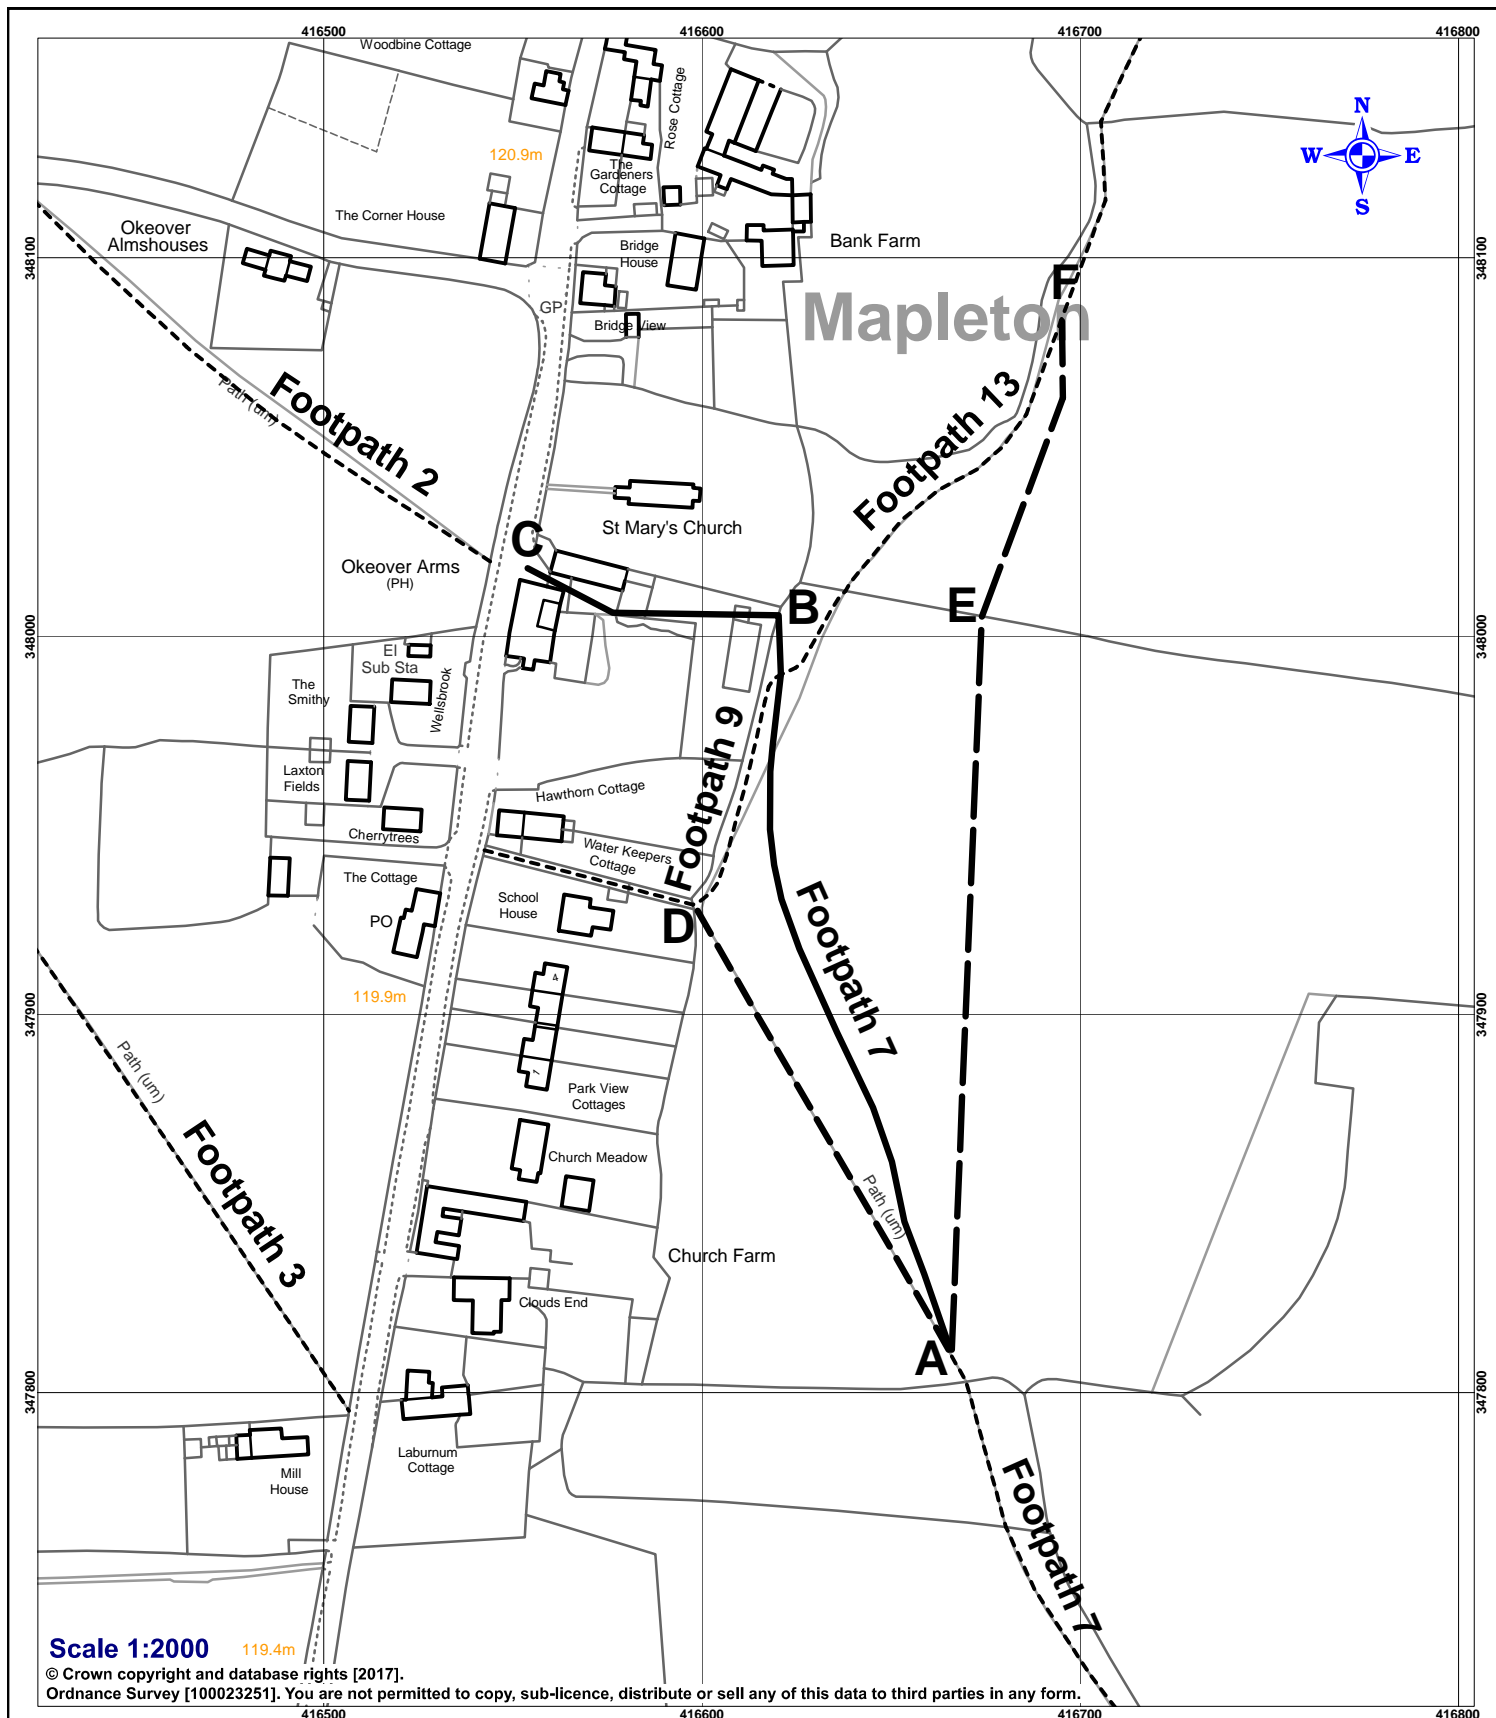 416500
416600
416700
416800
Woodbine Cottage
Rose Cottage
N
W
E
S
120.9m
The
Gardeners
Cottage
The Corner House
Okeover
Almshouses
Bridge
House
Bank Farm
348100
348100
F
GP
Bridge View
Mapleton
Path (um)
Footpath 2
Footpath 13
C
St Mary's Church
Okeover Arms
(PH)
B
E
348000
348000
El
Sub Sta
The
Smithy
Wellsbrook
Footpath 9
Laxton
Fields
Hawthorn Cottage
Cherrytrees
Water Keepers
Cottage
The Cottage
School
House
PO
D
Footpath 7
4
119.9m
347900
347900
Path (um)
1
Park View
Cottages
Footpath 3
Church Meadow
Path (um)
Church Farm
Clouds End
A
347800
347800
Laburnum
Cottage
Mill
House
Footpath 7
Scale 1:2000
119.4m
© Crown copyright and database rights [2017].
Ordnance Survey [100023251]. You are not permitted to copy, sub-licence, distribute or sell any of this data to third parties in any form.
416500
416600
416700
416800